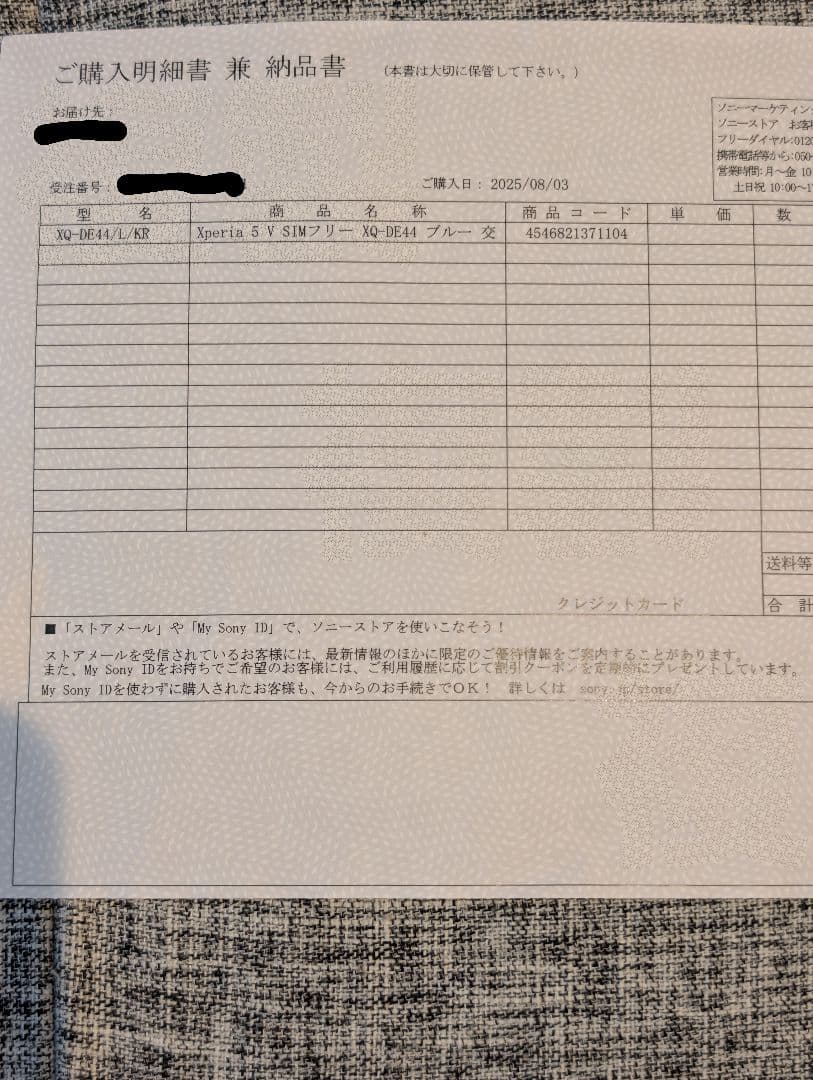 ご購入明細書 兼 納品書 (本書は大切に保管して下さい。)
お届け先：
ソニーマーケティン
ソニーストア お客
フリーダイヤル:0120
携帯電話等から:050-
営業時間:月～金 10
土日祝 10:00～1
受注番号：
ご購入日： 2025/08/03
型 名 商 品 名 称 商品コード 単 価 数
XQ-DE44/L/KR Xperia 5 V SIMフリー XQ-DE44 ブルー 交 4546821371104
送料等
クレジットカード
合 計
■「ストアメール」や「My Sony ID」で、ソニーストアを使いこなそう！
ストアメールを受信されているお客様には、最新情報のほかに限定のご優待情報をご案内することがあります。
また、My Sony IDをお持ちでご希望のお客様には、ご利用履歴に応じて割引クーポンを定期的にプレゼントしています。
My Sony IDを使わずに購入されたお客様も、今からのお手続きでOK！ 詳しくは sony.jp/store/